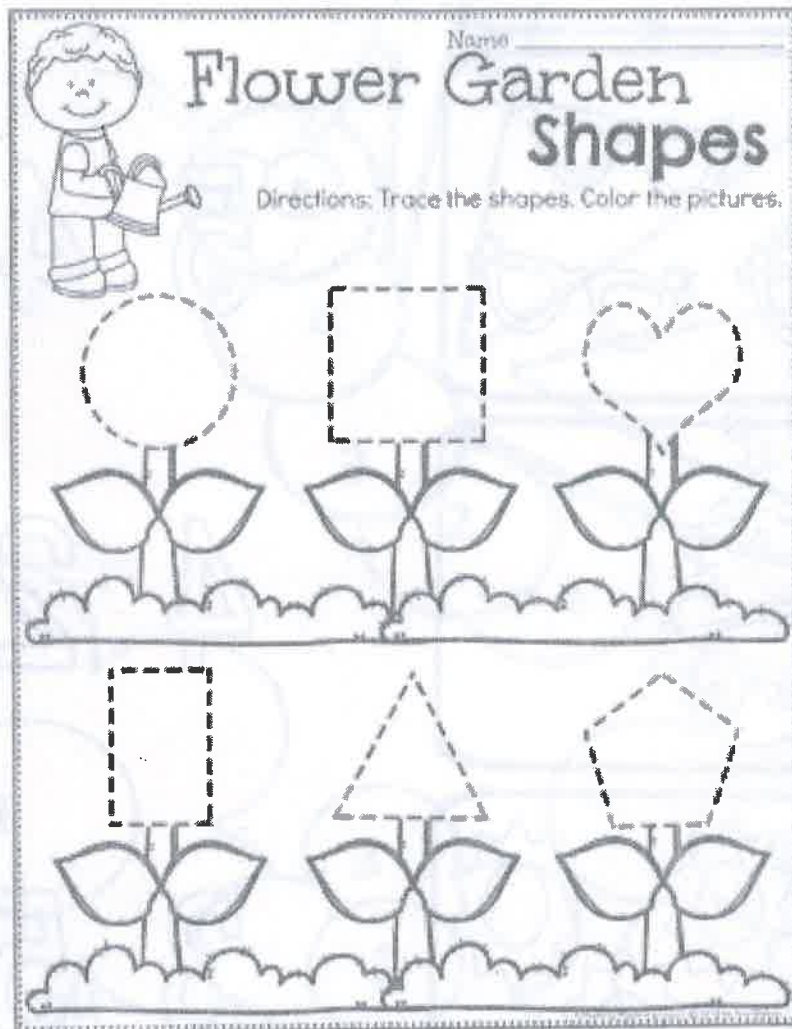 Name
Flower Garden
Shapes
Directions: Trace the shapes. Color the pictures.